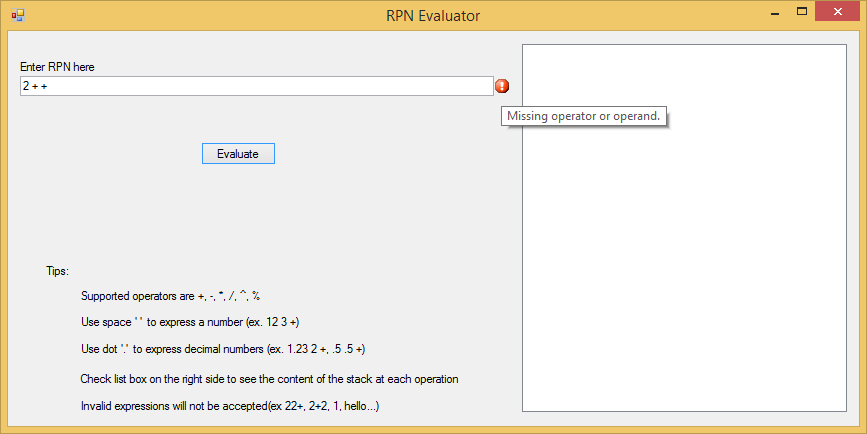 RPN Evaluator
Enter RPN here
2 + +
Missing operator or operand.
Evaluate
Tips:
Supported operators are +, -, *, /, ^, %
Use space ' ' to express a number (ex. 12 3 +)
Use dot '.' to express decimal numbers (ex. 1.23 2 +, .5 .5 +)
Check list box on the right side to see the content of the stack at each operation
Invalid expressions will not be accepted(ex 22+, 2+2, 1, hello...)